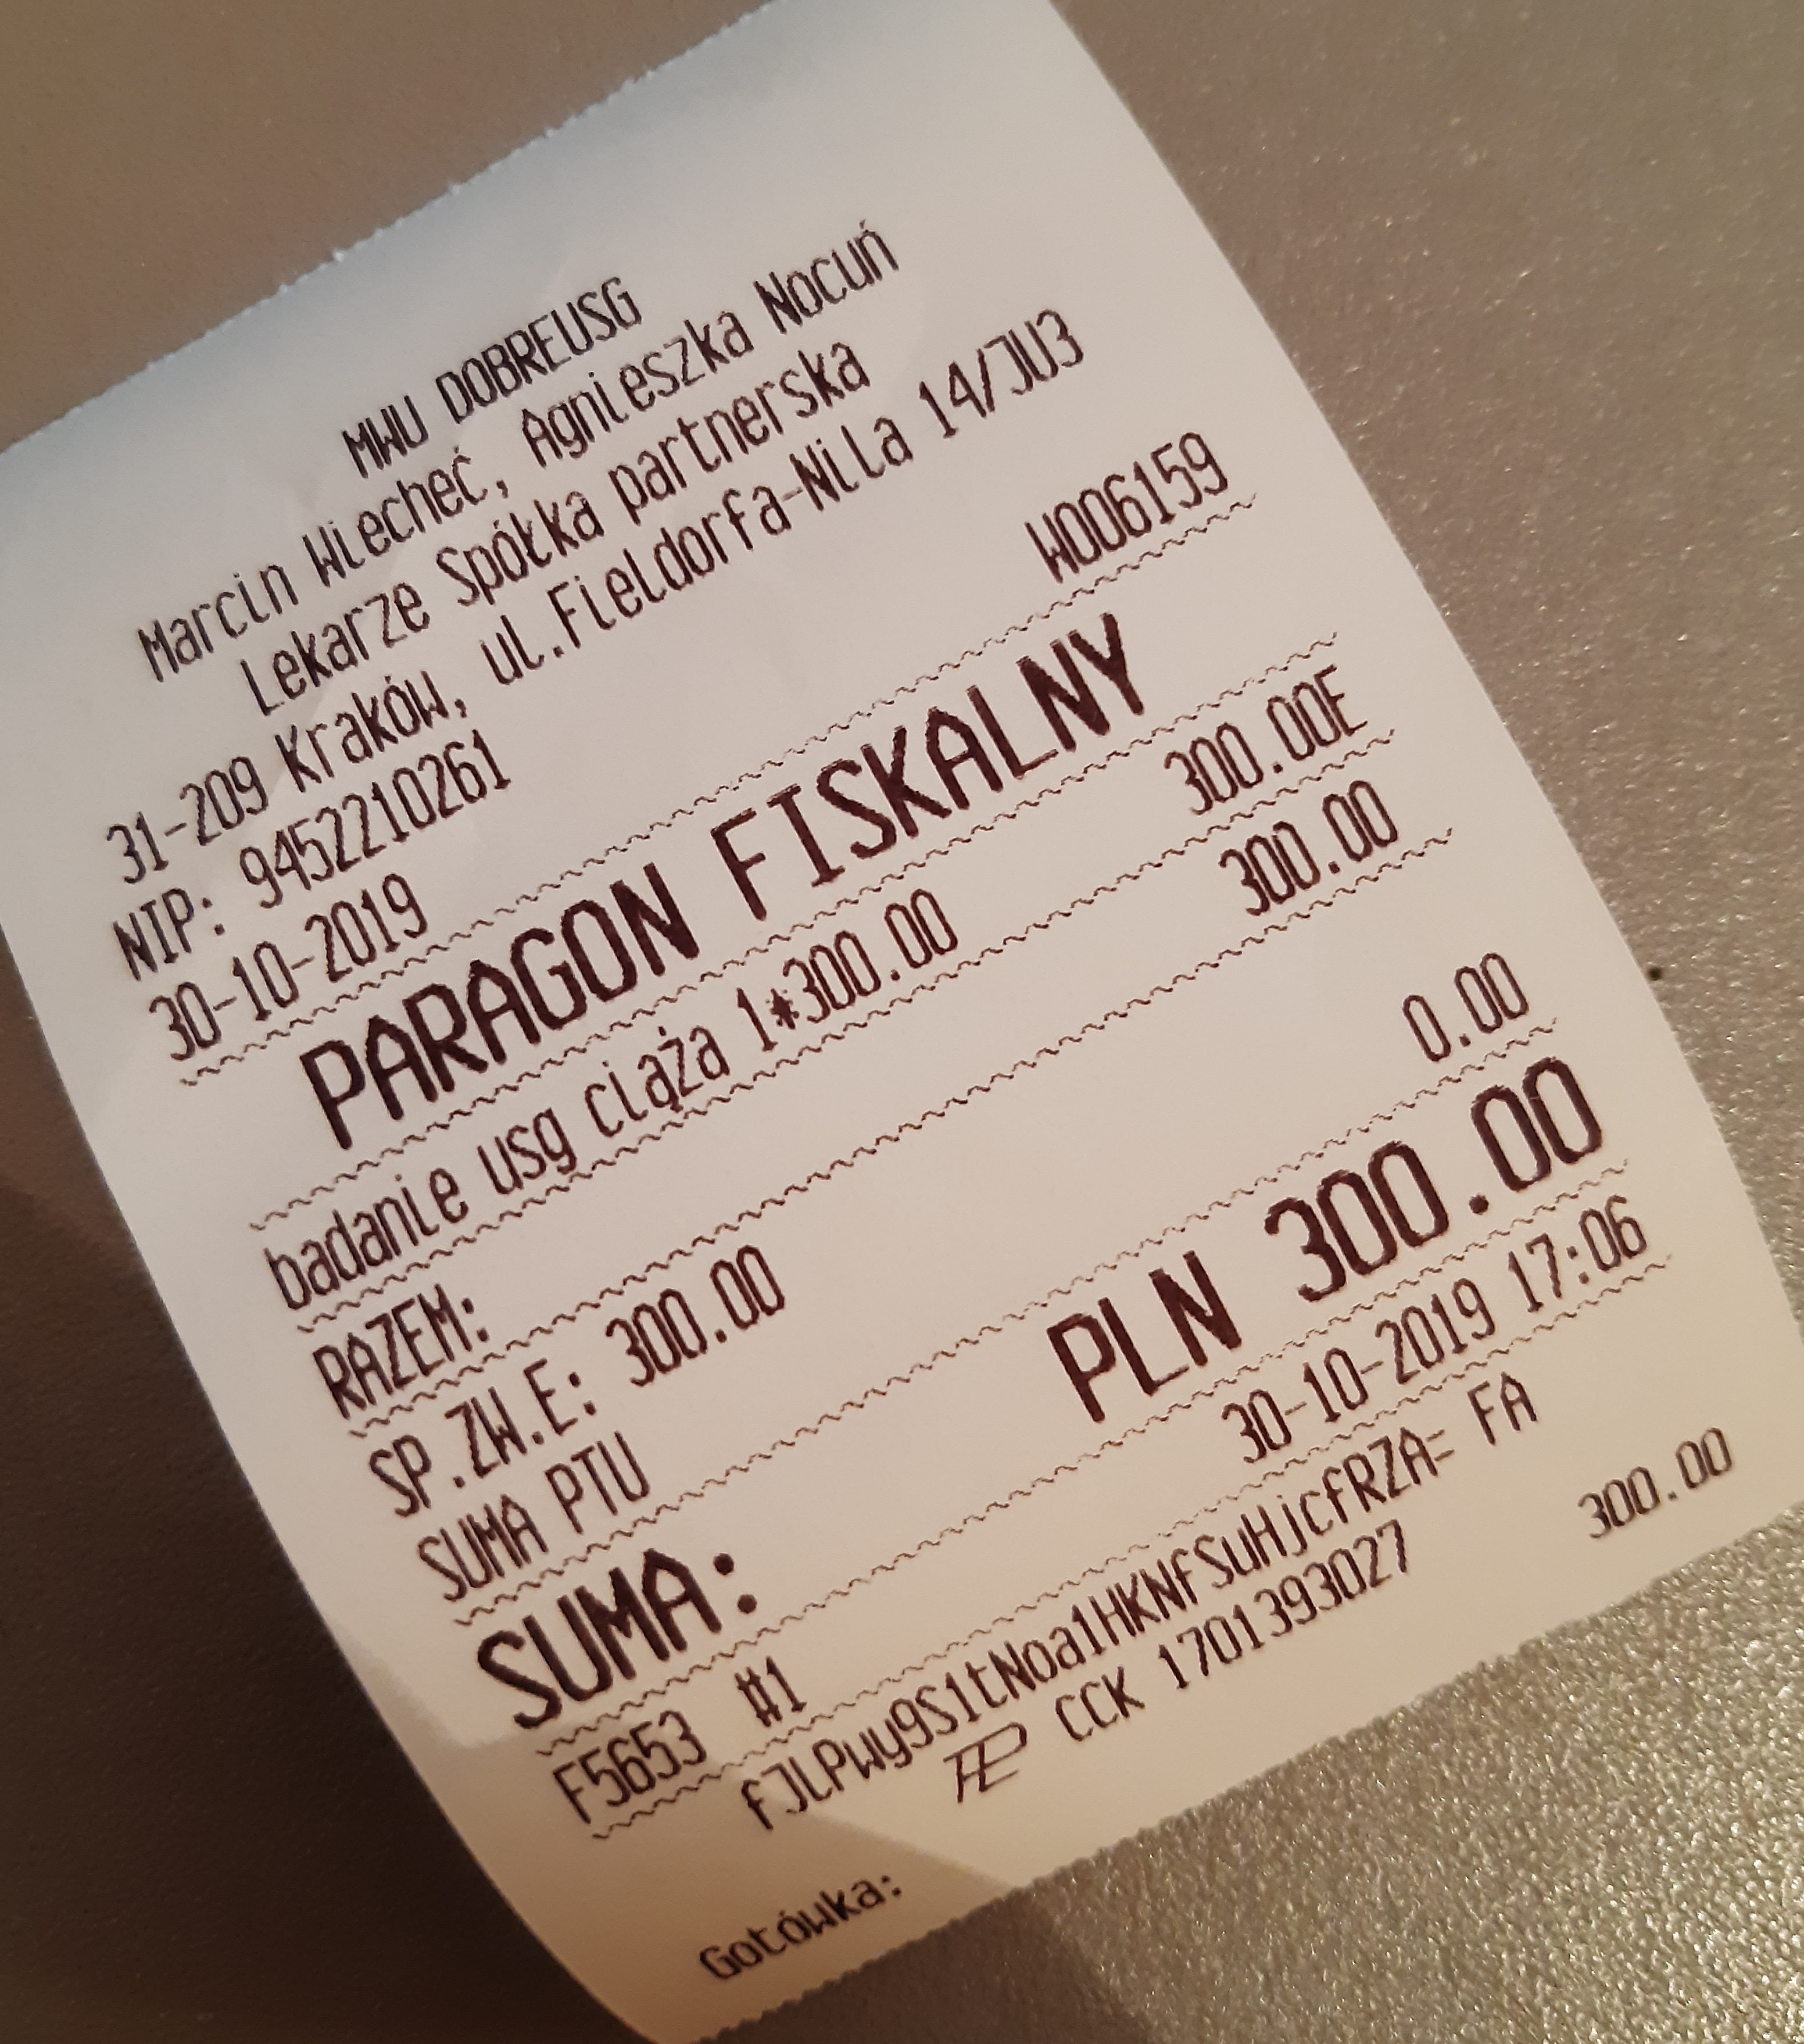 MWU DOBREUSG
Marcin Wiecheć, Agnieszka Nocuń
Lekarze Spółka partnerska
31-209 Kraków, ul.Fieldorfa-Nila 14/JU3
NIP: 9452210261
30-10-2019 W006159
PARAGON FISKALNY
badanie usg ciąża 1*300.00 300.00E
RAZEM: 300.00
SP.ZW.E: 300.00
SUMA PTU 0.00
SUMA: PLN 300.00
F5653 #1 30-10-2019 17:06
fJlPwy9S1tNoa1HKNfSuHjcfRZA= FA
CCK 1701393027
Gotówka: 300.00